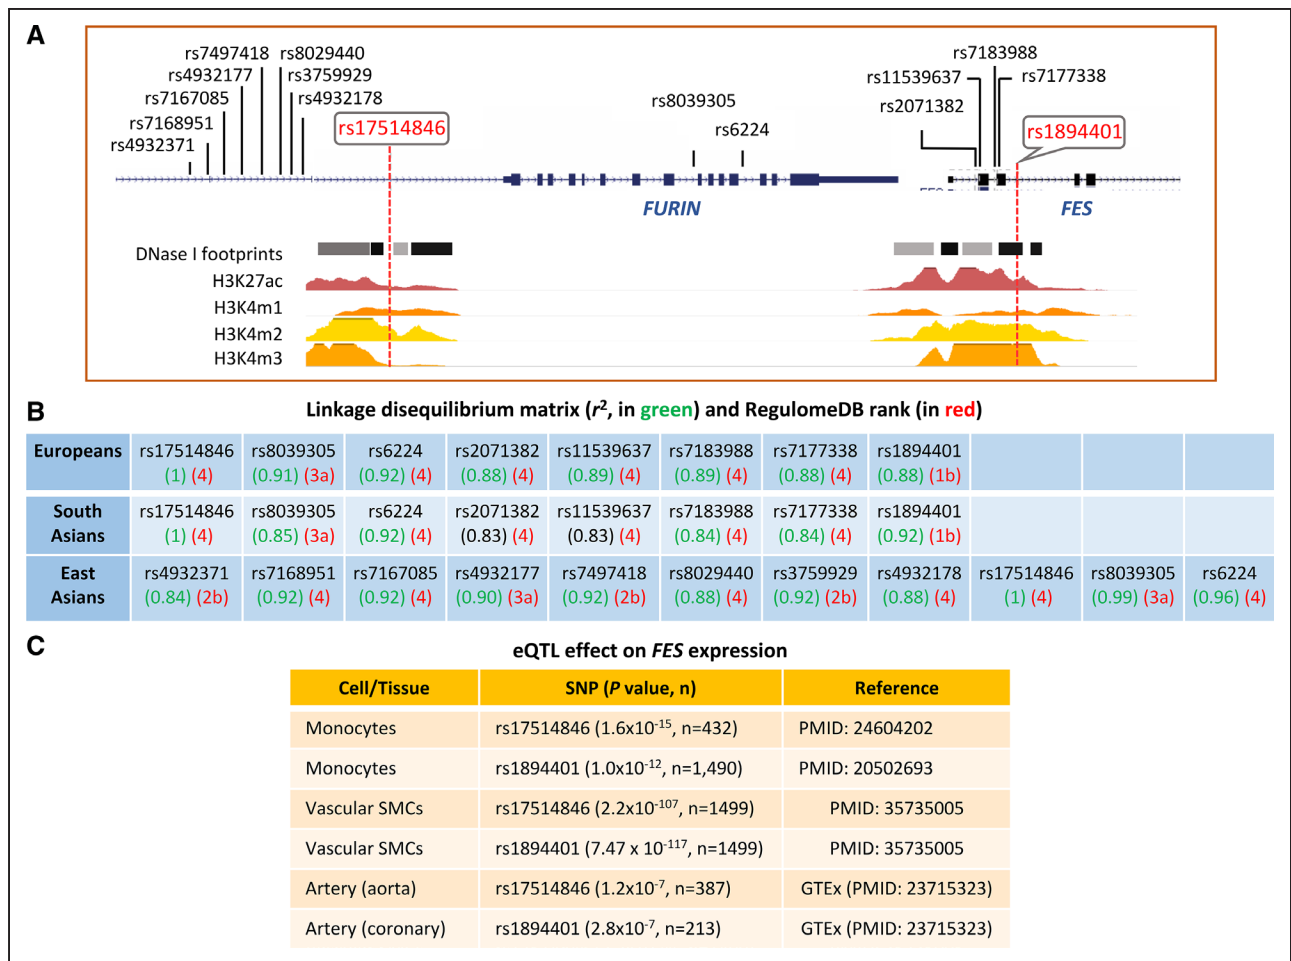 A
rs7497418 rs8029440
rs4932177 rs3759929
rs7167085 rs4932178
rs7168951
rs4932371
rs17514846
rs8039305
rs6224
rs7183988
rs11539637 rs7177338
rs2071382
rs1894401
FURIN
FES
DNase I footprints
H3K27ac
H3K4m1
H3K4m2
H3K4m3
B
Linkage disequilibrium matrix (r², in green) and RegulomeDB rank (in red)
Europeans rs17514846 rs8039305 rs6224 rs2071382 rs11539637 rs7183988 rs7177338 rs1894401
(1) (4) (0.91) (3a) (0.92) (4) (0.88) (4) (0.89) (4) (0.89) (4) (0.88) (4) (0.88) (1b)
South rs17514846 rs8039305 rs6224 rs2071382 rs11539637 rs7183988 rs7177338 rs1894401
Asians (1) (4) (0.85) (3a) (0.92) (4) (0.83) (4) (0.83) (4) (0.84) (4) (0.84) (4) (0.92) (1b)
East rs4932371 rs7168951 rs7167085 rs4932177 rs7497418 rs8029440 rs3759929 rs4932178 rs17514846 rs8039305 rs6224
Asians (0.84) (2b) (0.92) (4) (0.92) (4) (0.90) (3a) (0.92) (2b) (0.88) (4) (0.92) (2b) (0.88) (4) (1) (4) (0.99) (3a) (0.96) (4)
C
eQTL effect on FES expression
Cell/Tissue SNP (P value, n) Reference
Monocytes rs17514846 (1.6x10⁻¹⁵, n=432) PMID: 24604202
Monocytes rs1894401 (1.0x10⁻¹², n=1,490) PMID: 20502693
Vascular SMCs rs17514846 (2.2x10⁻¹⁰⁷, n=1499) PMID: 35735005
Vascular SMCs rs1894401 (7.47 x 10⁻¹¹⁷, n=1499) PMID: 35735005
Artery (aorta) rs17514846 (1.2x10⁻⁷, n=387) GTEx (PMID: 23715323)
Artery (coronary) rs1894401 (2.8x10⁻⁷, n=213) GTEx (PMID: 23715323)